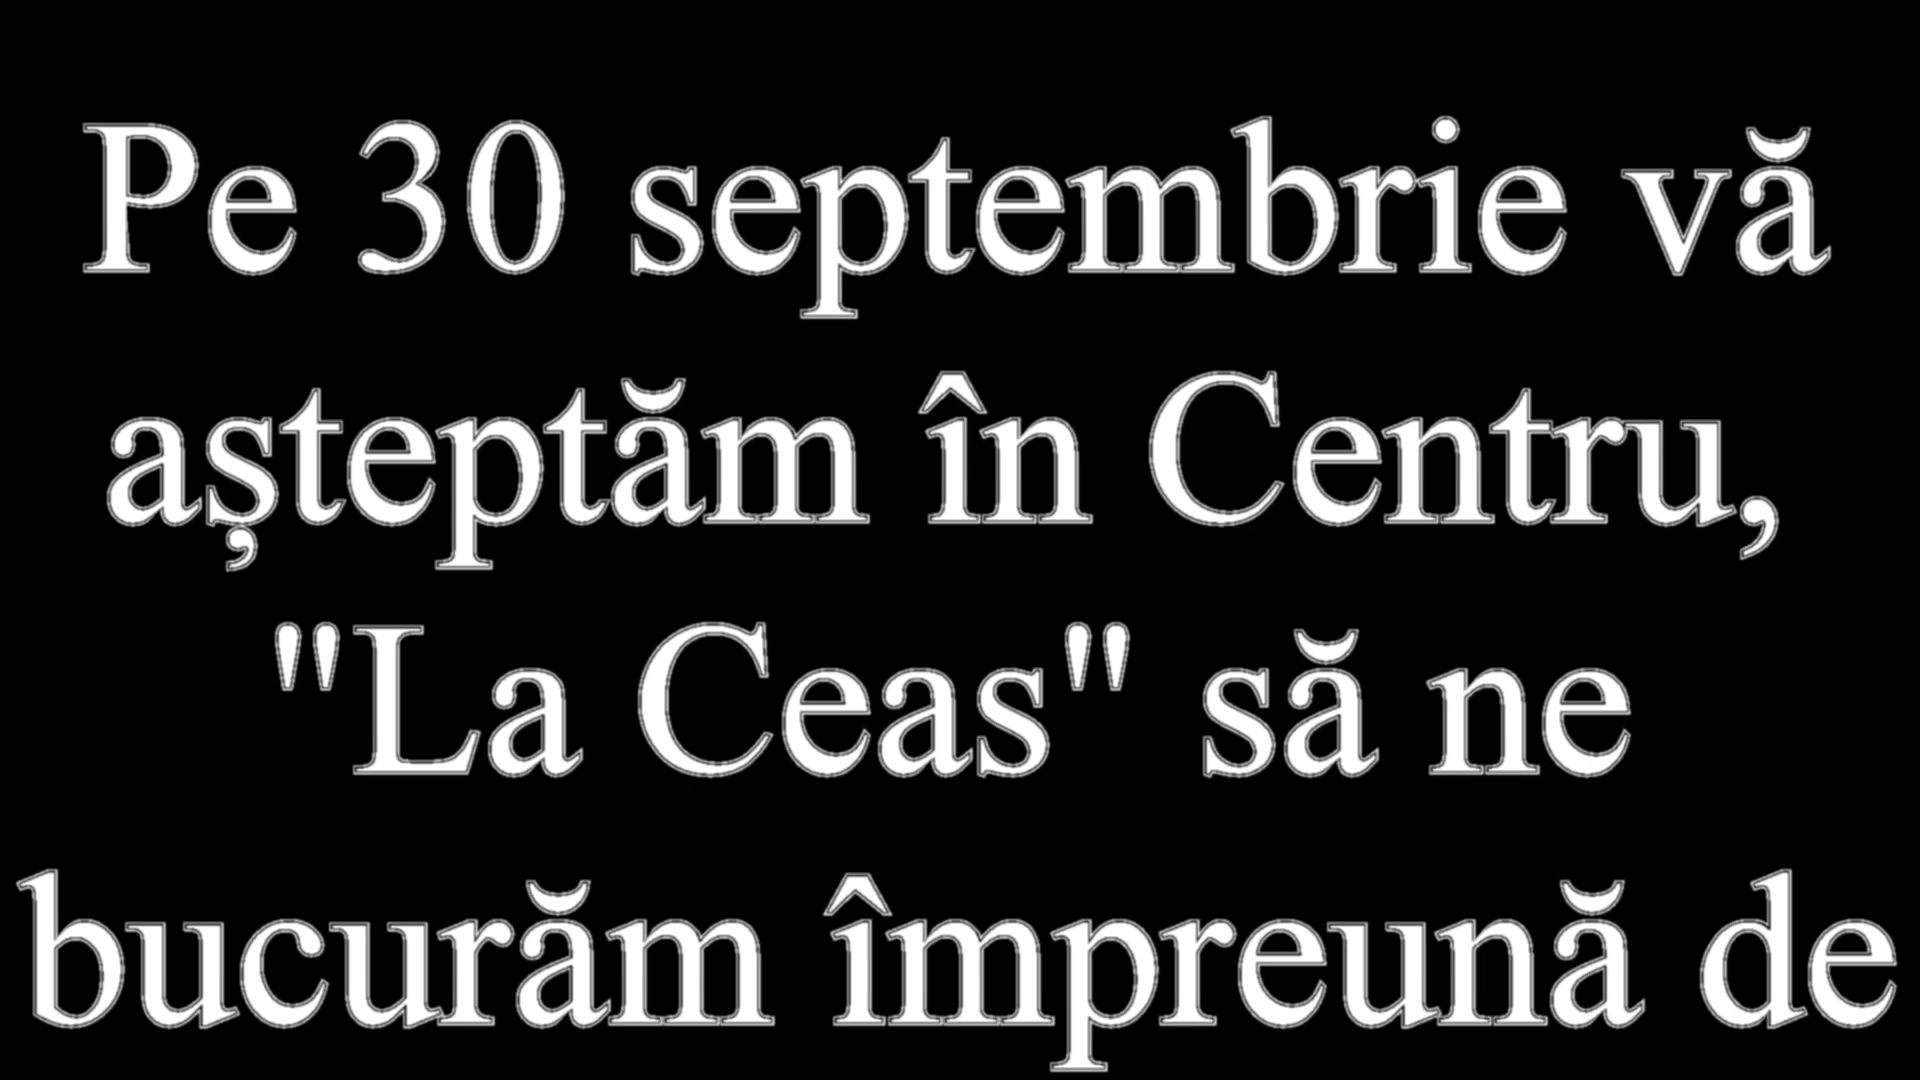 Pe 30 septembrie vă
așteptăm în Centru,
"La Ceas" să ne
bucurăm împreună de